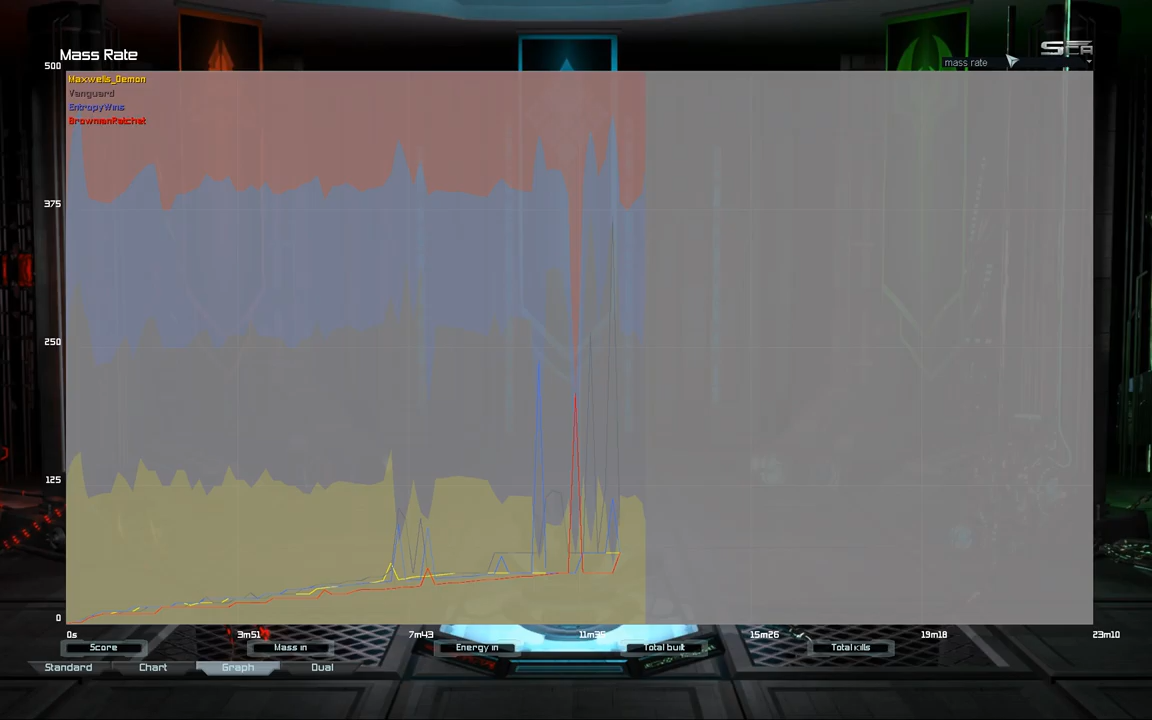 Mass Rate
500
mass rate
Maxwells_Demon
Vanguard
EntropyWins
BrownianRatchet
375
250
125
0
0s
3m51
7m43
11m35
15m26
19m18
23m10
Score
Mass in
Energy in
Total built
Total kills
Standard
Chart
Graph
Dual